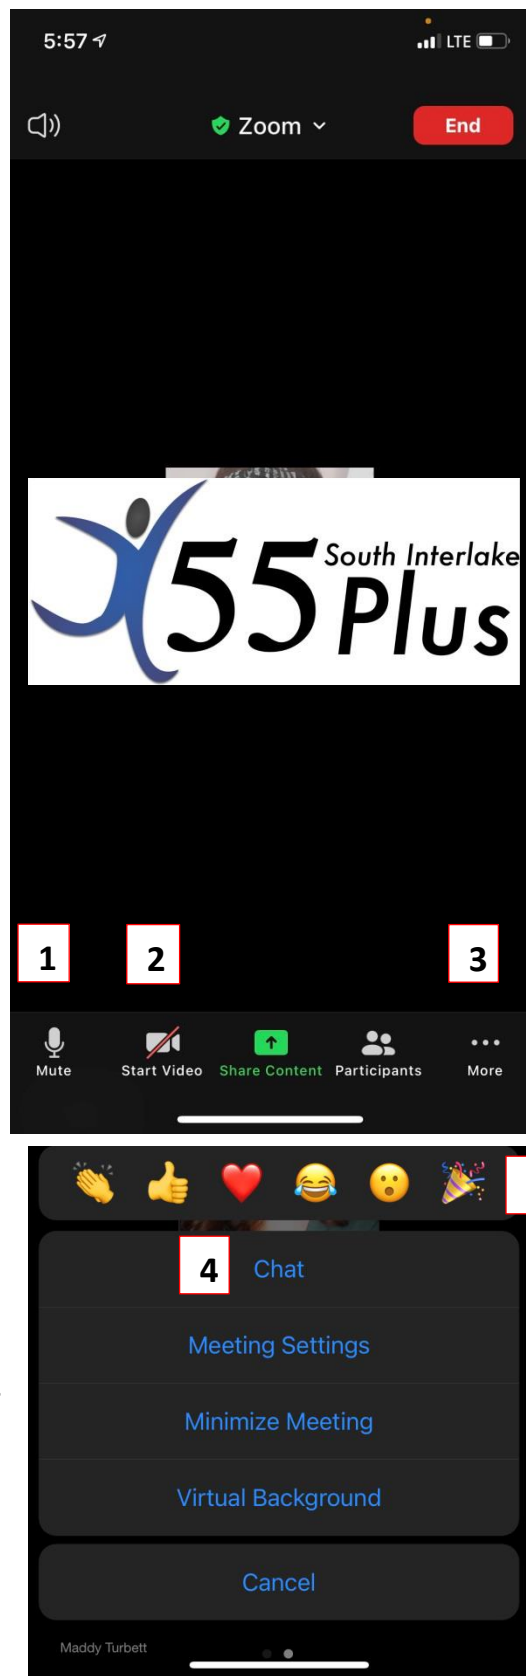 5:57
LTE
Zoom
End
South Interlake
55 Plus
1
2
3
Mute
Start Video
Share Content
Participants
More
4
Chat
Meeting Settings
Minimize Meeting
Virtual Background
Cancel
Maddy Turbett